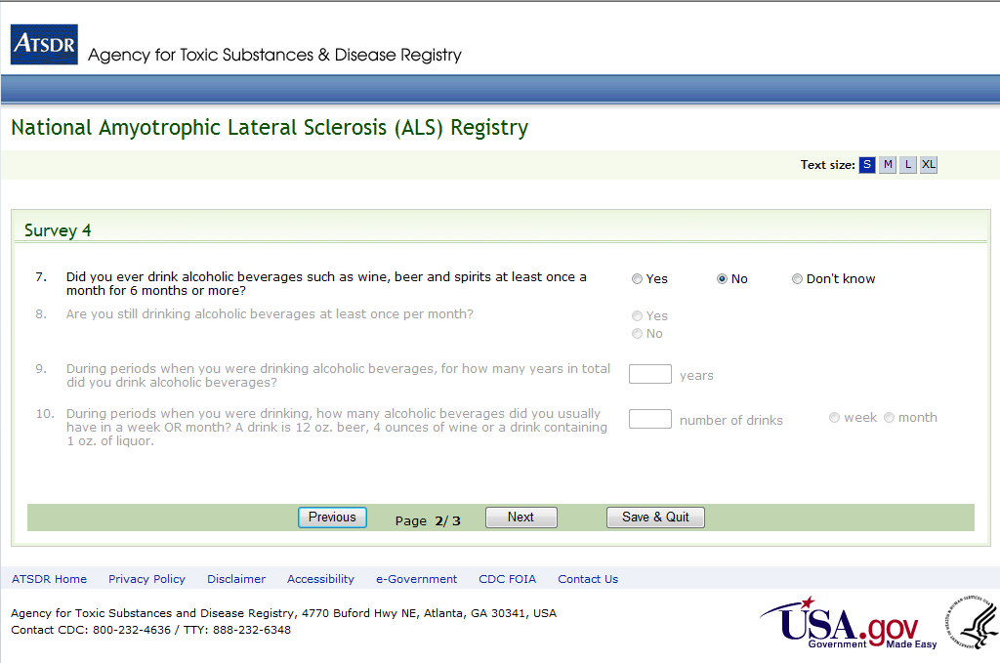 ATSDR
Agency for Toxic Substances & Disease Registry
National Amyotrophic Lateral Sclerosis (ALS) Registry
Text size: S M L XL
Survey 4
7. Did you ever drink alcoholic beverages such as wine, beer and spirits at least once a
month for 6 months or more?
Yes No Don't know
8. Are you still drinking alcoholic beverages at least once per month?
Yes
No
9. During periods when you were drinking alcoholic beverages, for how many years in total
did you drink alcoholic beverages?
years
10. During periods when you were drinking, how many alcoholic beverages did you usually
have in a week OR month? A drink is 12 oz. beer, 4 ounces of wine or a drink containing
1 oz. of liquor.
number of drinks week month
Previous Page 2/ 3 Next Save & Quit
ATSDR Home Privacy Policy Disclaimer Accessibility e-Government CDC FOIA Contact Us
Agency for Toxic Substances and Disease Registry, 4770 Buford Hwy NE, Atlanta, GA 30341, USA
Contact CDC: 800-232-4636 / TTY: 888-232-6348
USA.gov
Government Made Easy